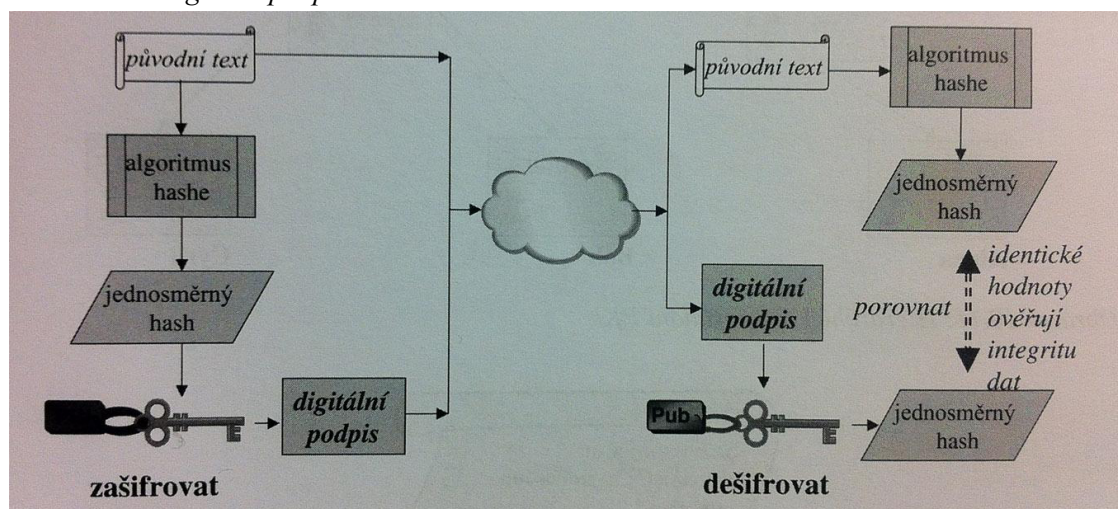 původní text
algoritmus
hashe
jednosměrný
hash
digitální
podpis
zašifrovat
původní text
algoritmus
hashe
jednosměrný
hash
digitální
podpis
porovnat
identické
hodnoty
ověřují
integritu
dat
Pub
jednosměrný
hash
dešifrovat